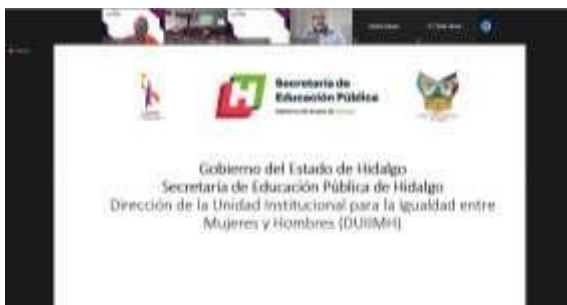 Secretaría de
Educación Pública
Gobierno del Estado de Hidalgo
Secretaría de Educación Pública de Hidalgo
Dirección de la Unidad Institucional para la Igualdad entre
Mujeres y Hombres (DUIIMH)